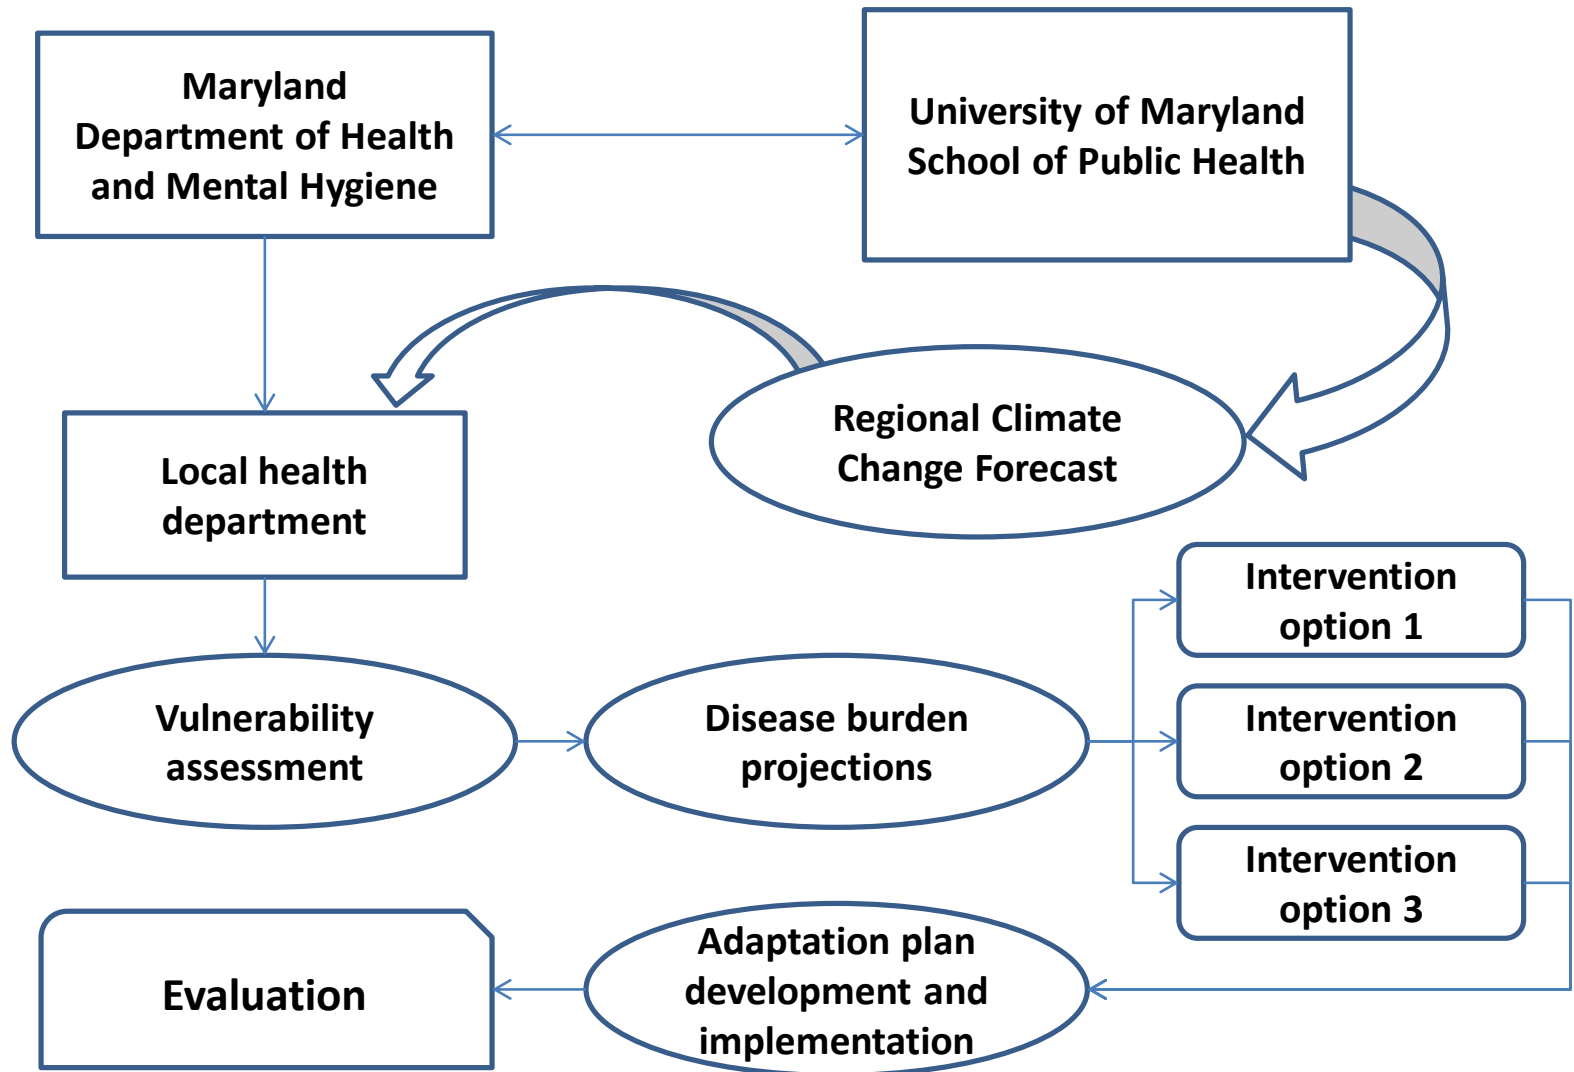 Maryland
Department of Health
and Mental Hygiene
University of Maryland
School of Public Health
Regional Climate
Change Forecast
Local health
department
Vulnerability
assessment
Disease burden
projections
Intervention
option 1
Intervention
option 2
Intervention
option 3
Adaptation plan
development and
implementation
Evaluation